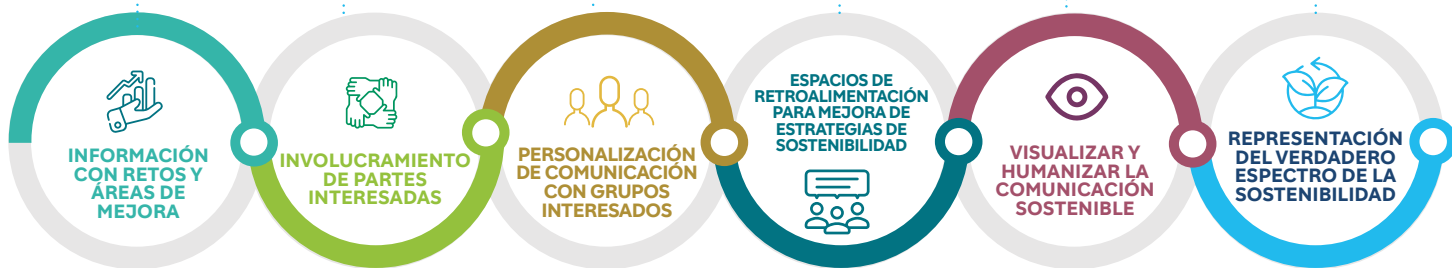 INFORMACIÓN
CON RETOS Y
ÁREAS DE
MEJORA
INVOLUCRAMIENTO
DE PARTES
INTERESADAS
PERSONALIZACIÓN
DE COMUNICACIÓN
CON GRUPOS
INTERESADOS
ESPACIOS DE
RETROALIMENTACIÓN
PARA MEJORA DE
ESTRATEGIAS DE
SOSTENIBILIDAD
VISUALIZAR Y
HUMANIZAR LA
COMUNICACIÓN
SOSTENIBLE
REPRESENTACIÓN
DEL VERDADERO
ESPECTRO DE LA
SOSTENIBILIDAD